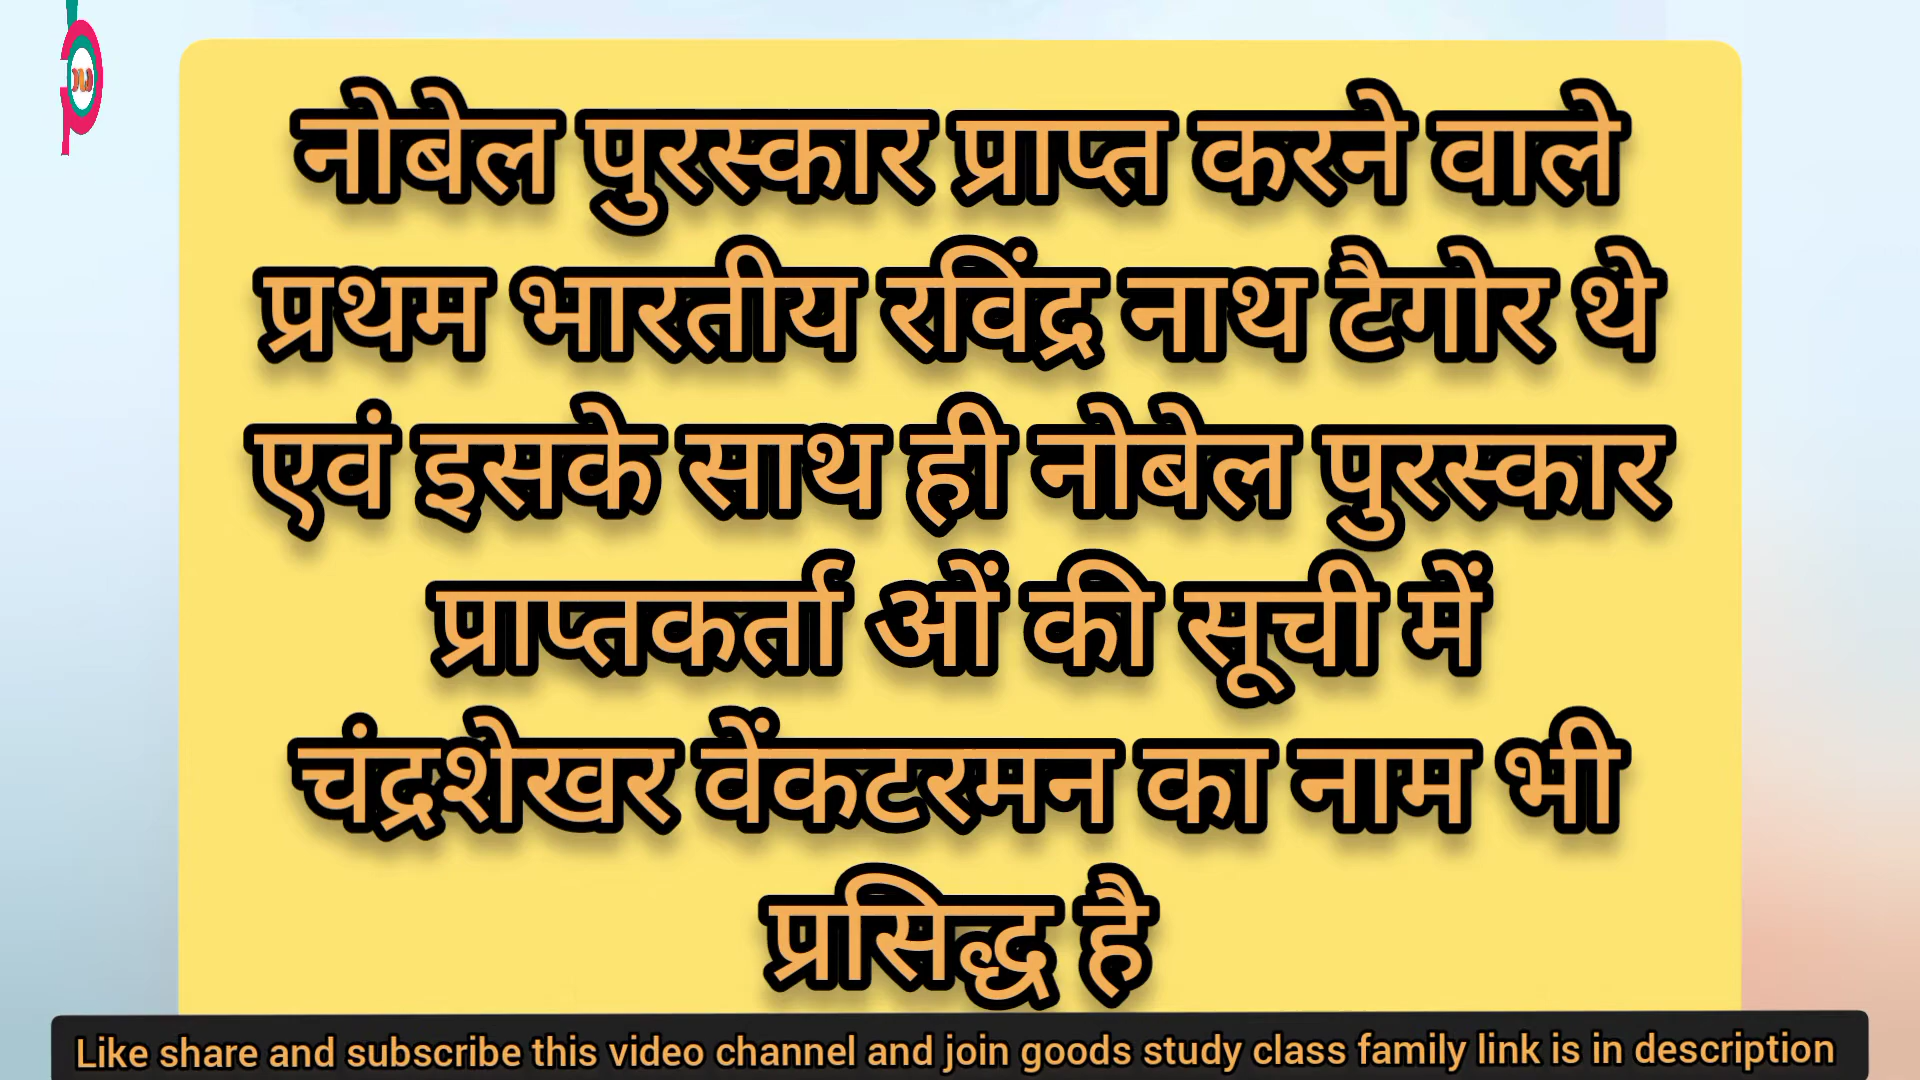 नोबेल पुरस्कार प्राप्त करने वाले
प्रथम भारतीय रविंद्र नाथ टैगोर थे
एवं इसके साथ ही नोबेल पुरस्कार
प्राप्तकर्ता ओं की सूची में
चंद्रशेखर वेंकटरमन का नाम भी
प्रसिद्ध है
Like share and subscribe this video channel and join goods study class family link is in description